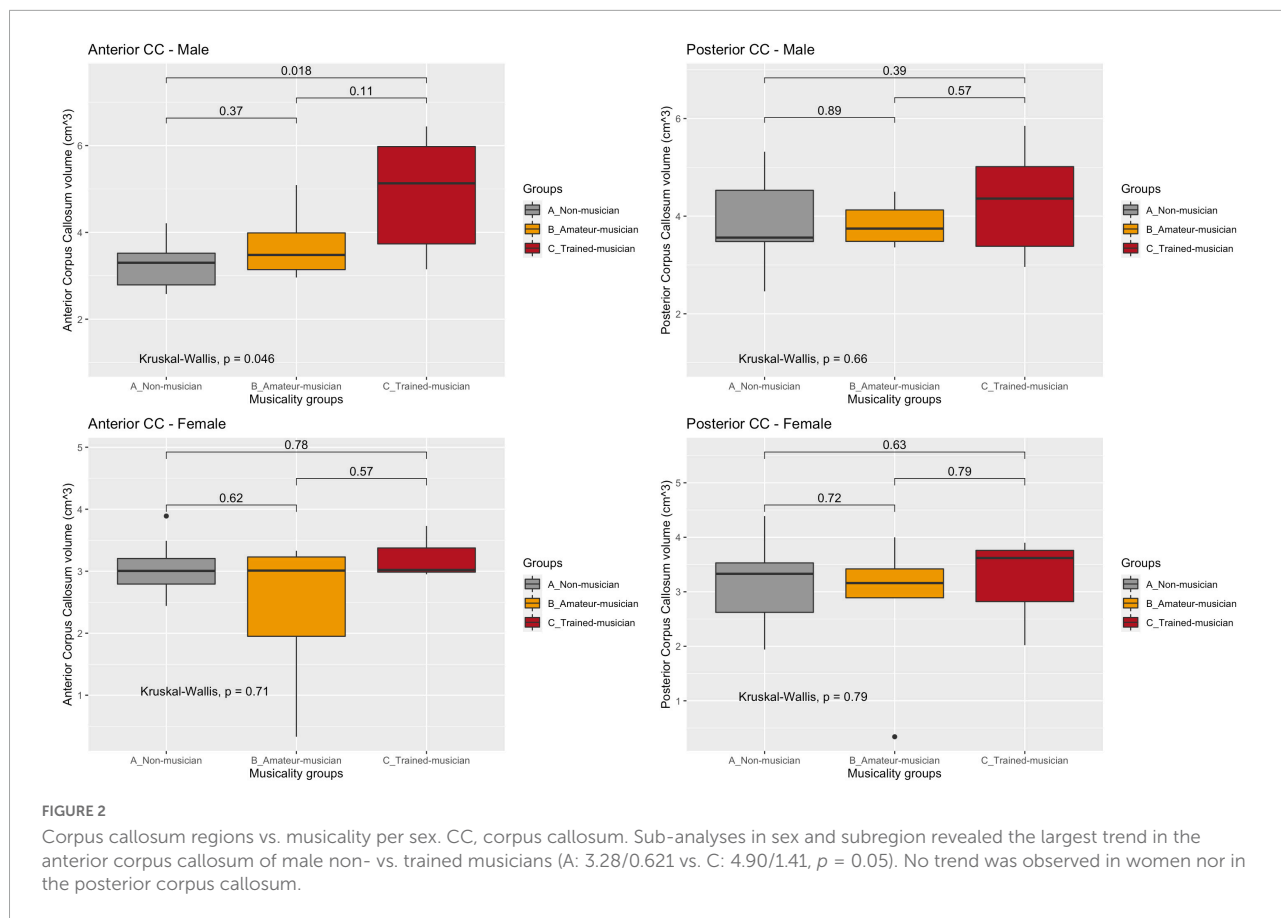 Anterior CC - Male
0.018
0.11
0.37
6
4
2
Anterior Corpus Callosum volume (cm^3)
Kruskal-Wallis, p = 0.046
A_Non-musician B_Amateur-musician C_Trained-musician
Musicality groups
Groups
A_Non-musician
B_Amateur-musician
C_Trained-musician
Posterior CC - Male
0.39
0.57
0.89
6
4
2
Posterior Corpus Callosum volume (cm^3)
Kruskal-Wallis, p = 0.66
A_Non-musician B_Amateur-musician C_Trained-musician
Musicality groups
Groups
A_Non-musician
B_Amateur-musician
C_Trained-musician
Anterior CC - Female
0.78
0.57
0.62
5
4
3
2
1
Anterior Corpus Callosum volume (cm^3)
Kruskal-Wallis, p = 0.71
A_Non-musician B_Amateur-musician C_Trained-musician
Musicality groups
Groups
A_Non-musician
B_Amateur-musician
C_Trained-musician
Posterior CC - Female
0.63
0.79
0.72
5
4
3
2
1
Posterior Corpus Callosum volume (cm^3)
Kruskal-Wallis, p = 0.79
A_Non-musician B_Amateur-musician C_Trained-musician
Musicality groups
Groups
A_Non-musician
B_Amateur-musician
C_Trained-musician
FIGURE 2
Corpus callosum regions vs. musicality per sex. CC, corpus callosum. Sub-analyses in sex and subregion revealed the largest trend in the
anterior corpus callosum of male non- vs. trained musicians (A: 3.28/0.621 vs. C: 4.90/1.41, p = 0.05). No trend was observed in women nor in
the posterior corpus callosum.